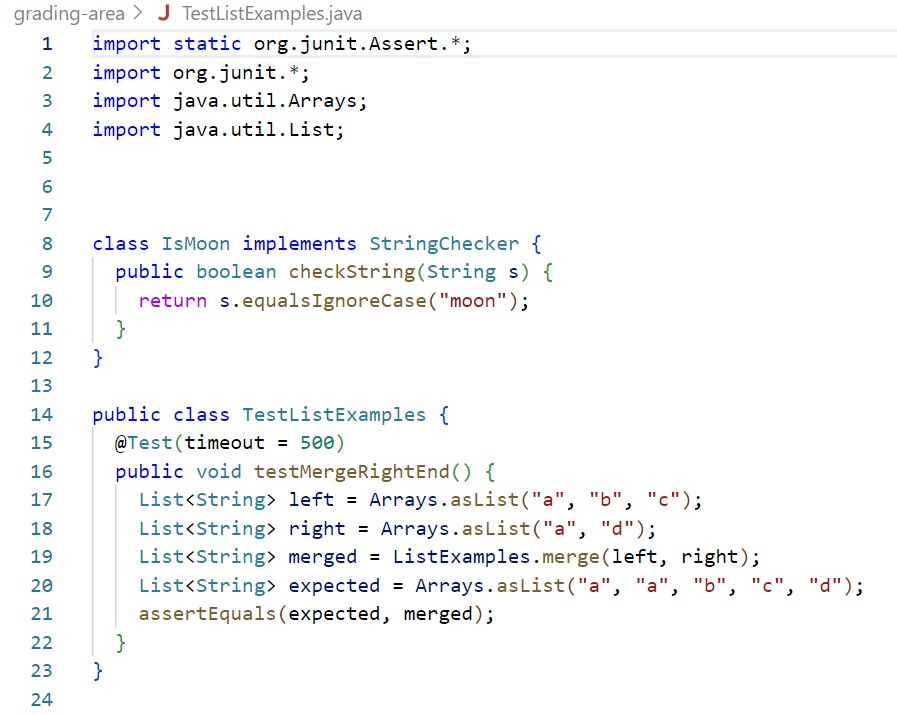 grading-area > J TestListExamples.java
1 import static org.junit.Assert.*;
2 import org.junit.*;
3 import java.util.Arrays;
4 import java.util.List;
5
6
7
8 class IsMoon implements StringChecker {
9   public boolean checkString(String s) {
10     return s.equalsIgnoreCase("moon");
11   }
12 }
13
14 public class TestListExamples {
15   @Test(timeout = 500)
16   public void testMergeRightEnd() {
17     List<String> left = Arrays.asList("a", "b", "c");
18     List<String> right = Arrays.asList("a", "d");
19     List<String> merged = ListExamples.merge(left, right);
20     List<String> expected = Arrays.asList("a", "a", "b", "c", "d");
21     assertEquals(expected, merged);
22   }
23 }
24